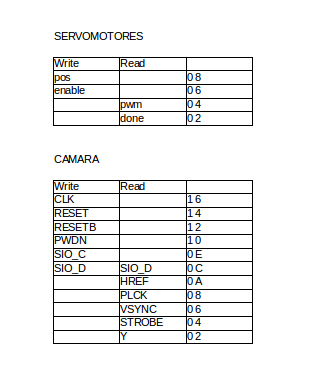 SERVOMOTORES
Write Read
pos 0 8
enable 0 6
pwm 0 4
done 0 2
CAMARA
Write Read
CLK 1 6
RESET 1 4
RESETB 1 2
PWDN 1 0
SIO_C 0 E
SIO_D SIO_D 0 C
HREF 0 A
PLCK 0 8
VSYNC 0 6
STROBE 0 4
Y 0 2